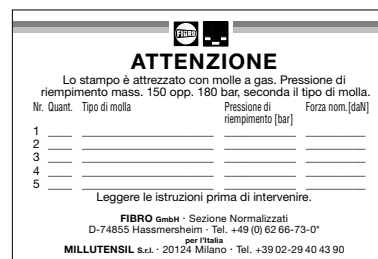 FIBRO
ATTENZIONE
Lo stampo è attrezzato con molle a gas. Pressione di
riempimento mass. 150 opp. 180 bar, seconda il tipo di molla.
Nr. Quant. Tipo di molla Pressione di riempimento [bar] Forza nom.[daN]
1
2
3
4
5
Leggere le istruzioni prima di intervenire.
FIBRO GmbH · Sezione Normalizzati
D-74855 Hassmersheim · Tel. +49 (0) 62 66-73-0*
per l'Italia
MILLUTENSIL S.r.l. · 20124 Milano · Tel. +39 02-29 40 43 90